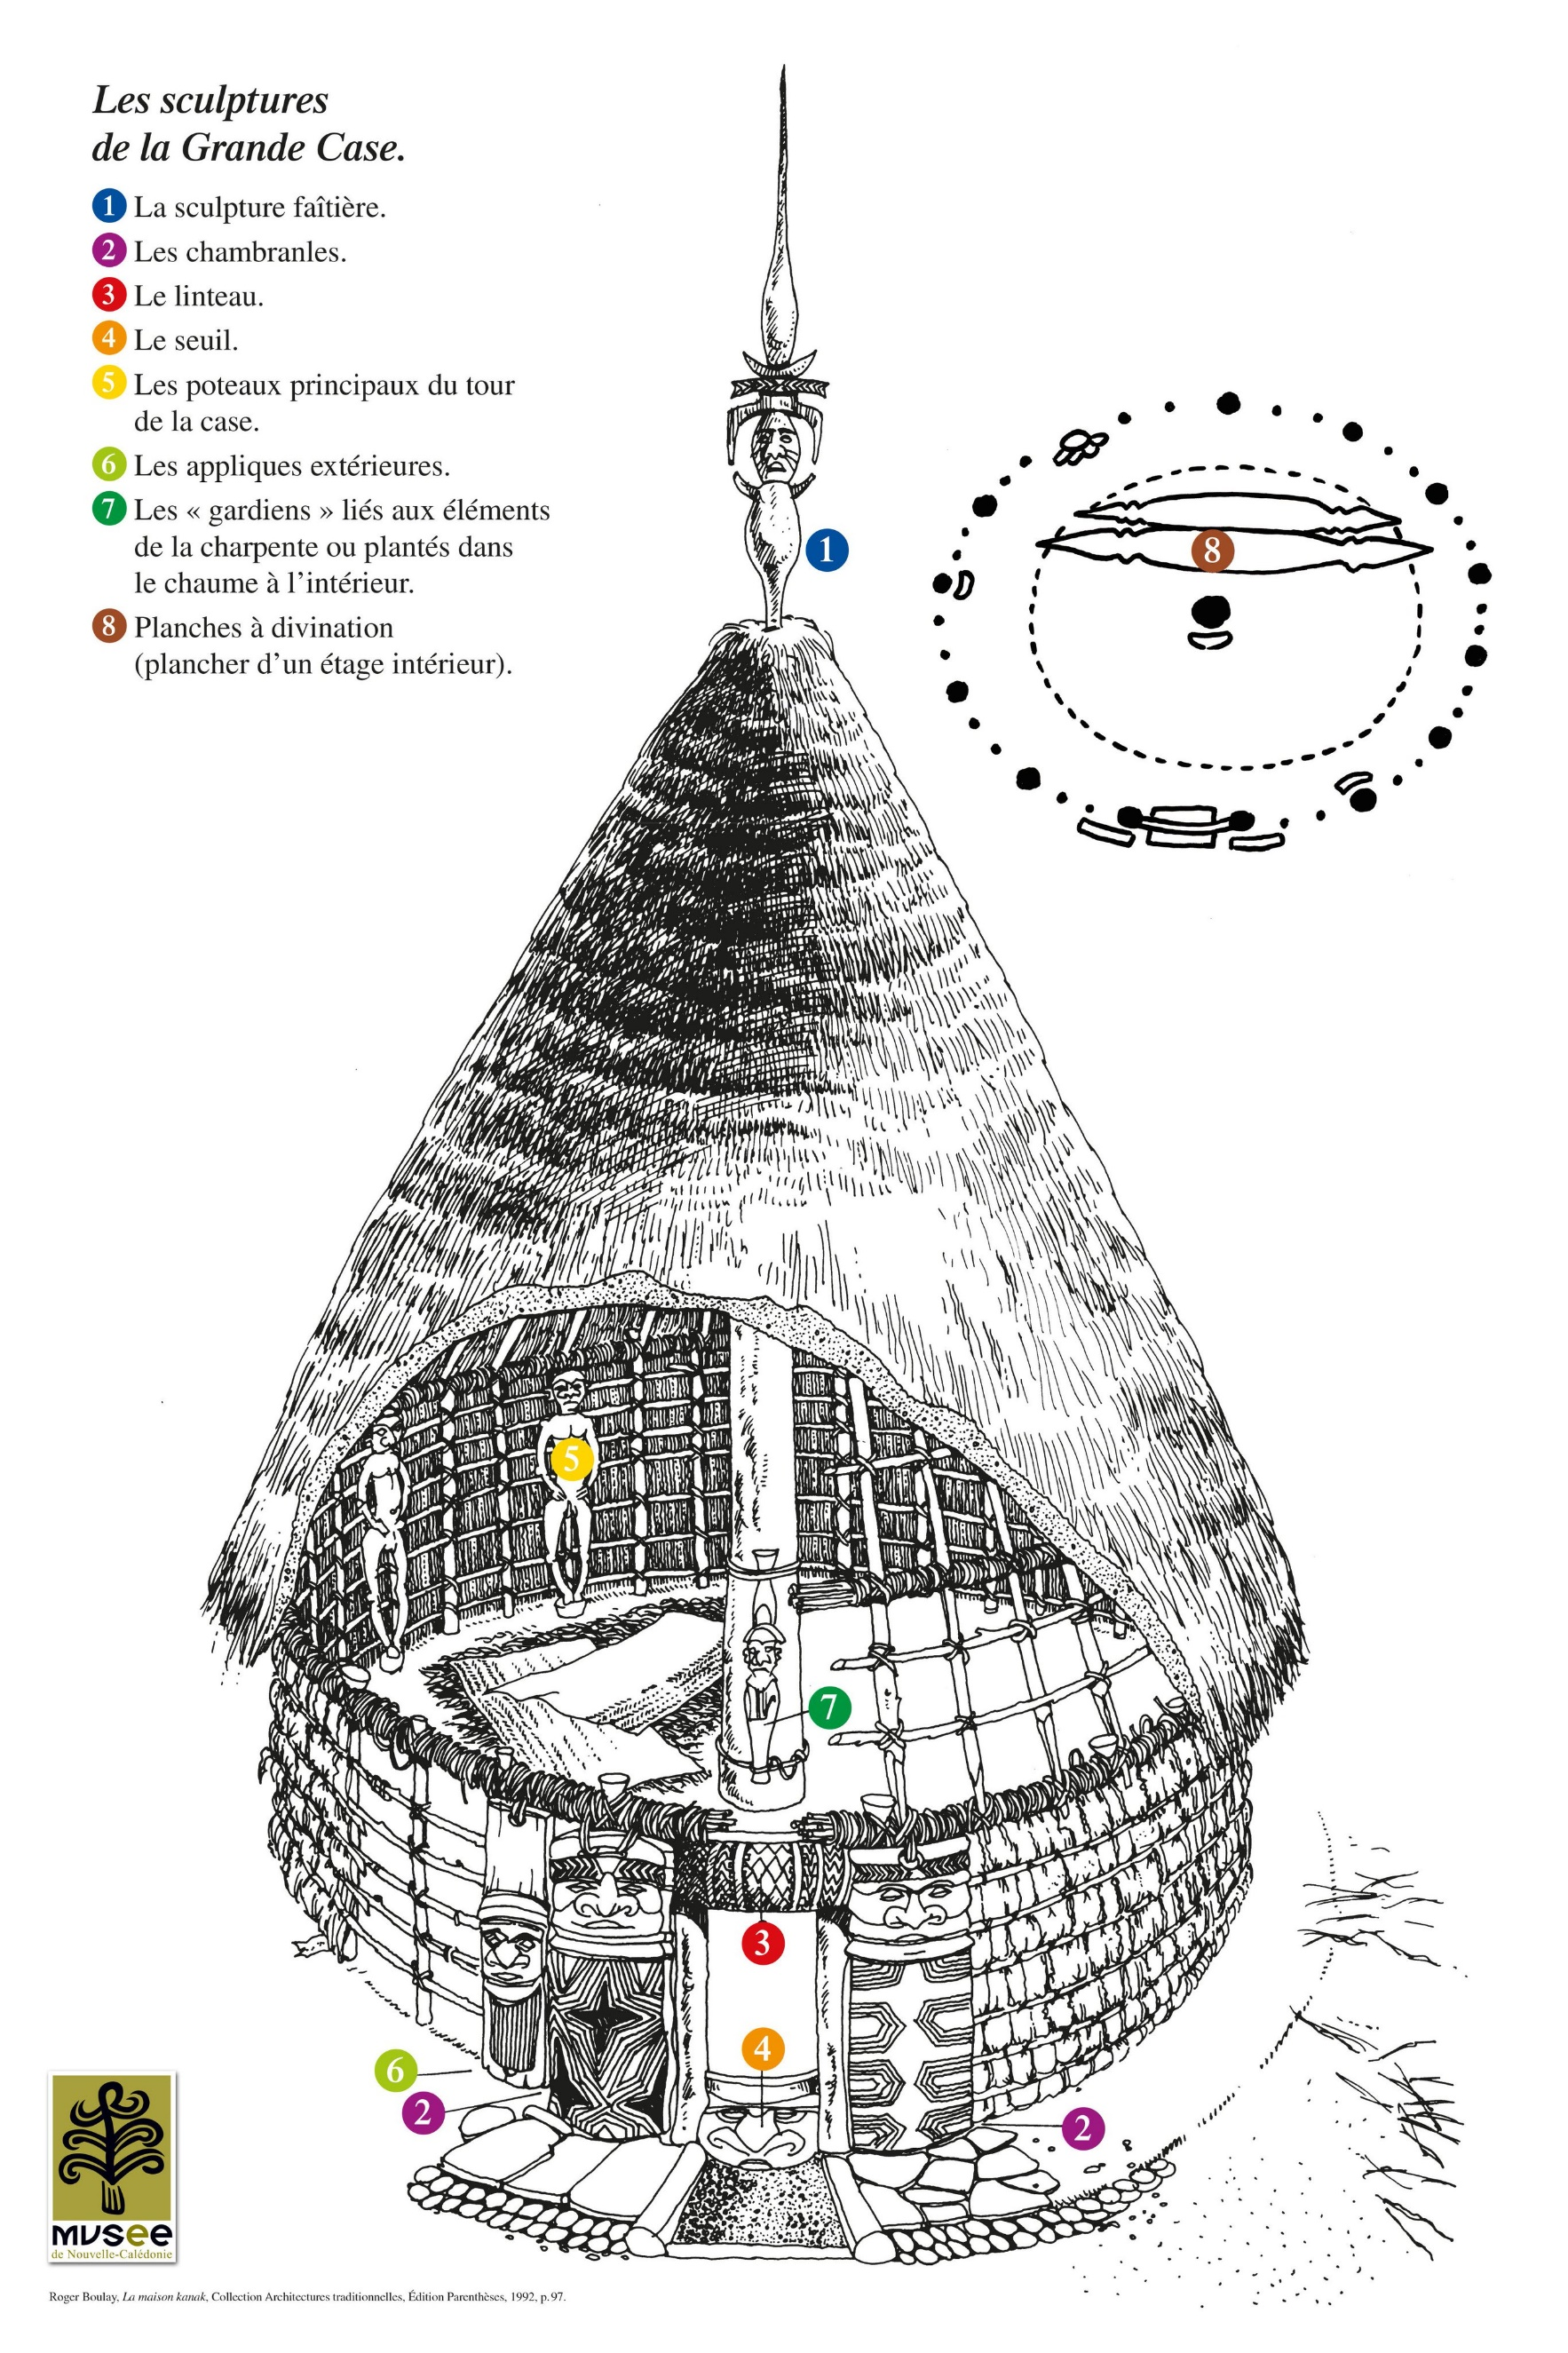 Les sculptures
de la Grande Case.
1 La sculpture faîtière.
2 Les chambranles.
3 Le linteau.
4 Le seuil.
5 Les poteaux principaux du tour
de la case.
6 Les appliques extérieures.
7 Les « gardiens » liés aux éléments
de la charpente ou plantés dans
le chaume à l’intérieur.
8 Planches à divination
(plancher d’un étage intérieur).
1
8
5
7
3
4
6
2
2
MUSee
de Nouvelle-Calédonie
Roger Boulay, La maison kanak, Collection Architectures traditionnelles, Édition Parenthèses, 1992, p.97.